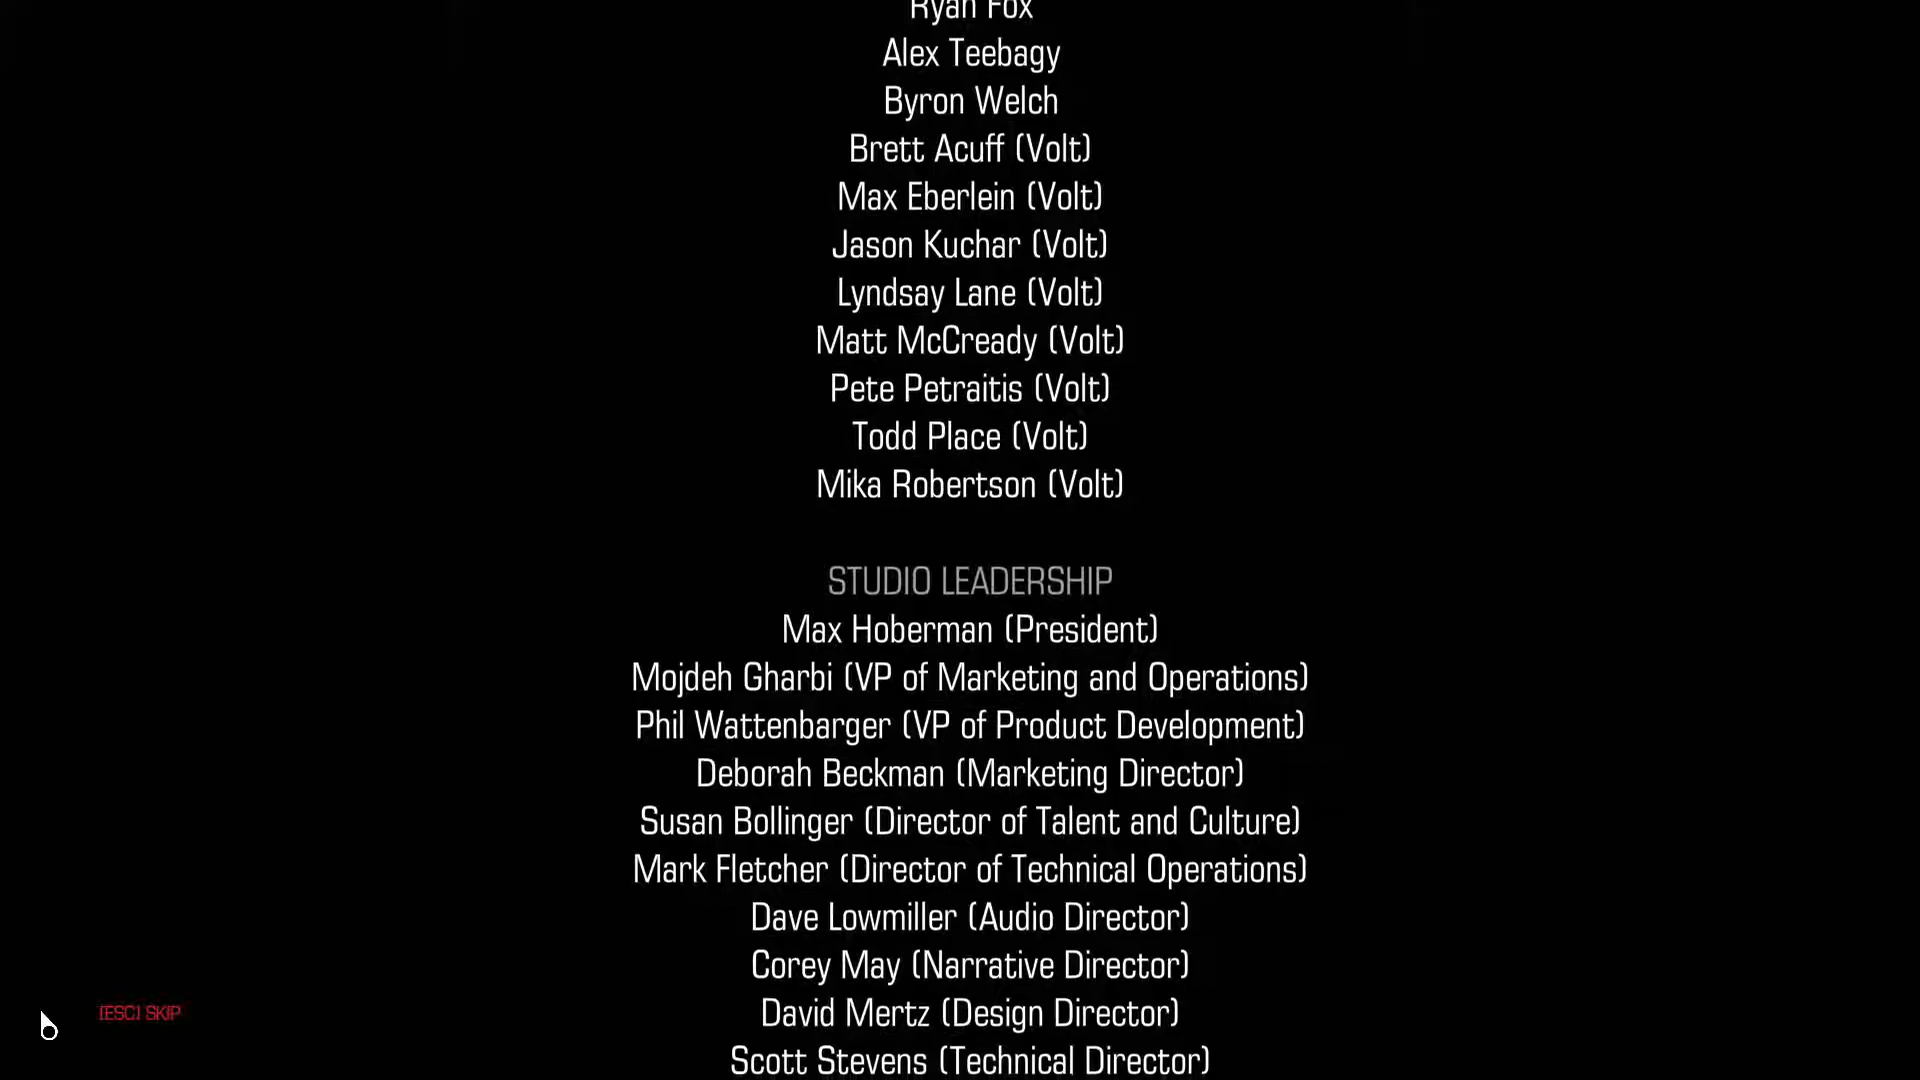 Ryan Fox
Alex Teebagy
Byron Welch
Brett Acuff (Volt)
Max Eberlein (Volt)
Jason Kuchar (Volt)
Lyndsay Lane (Volt)
Matt McCready (Volt)
Pete Petraitis (Volt)
Todd Place (Volt)
Mika Robertson (Volt)
STUDIO LEADERSHIP
Max Hoberman (President)
Mojdeh Gharbi (VP of Marketing and Operations)
Phil Wattenbarger (VP of Product Development)
Deborah Beckman (Marketing Director)
Susan Bollinger (Director of Talent and Culture)
Mark Fletcher (Director of Technical Operations)
Dave Lowmiller (Audio Director)
Corey May (Narrative Director)
David Mertz (Design Director)
Scott Stevens (Technical Director)
[ESC] SKIP